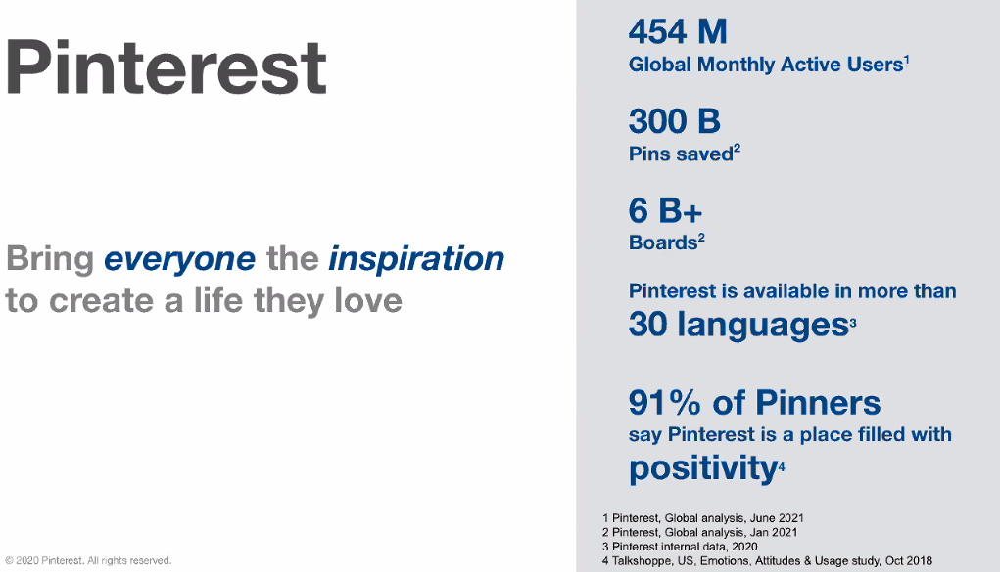 Pinterest
Bring everyone the inspiration
to create a life they love
© 2020 Pinterest. All rights reserved.
454 M
Global Monthly Active Users¹
300 B
Pins saved²
6 B+
Boards²
Pinterest is available in more than
30 languages³
91% of Pinners
say Pinterest is a place filled with
positivity⁴
1 Pinterest, Global analysis, June 2021
2 Pinterest, Global analysis, Jan 2021
3 Pinterest internal data, 2020
4 Talkshoppe, US, Emotions, Attitudes & Usage study, Oct 2018